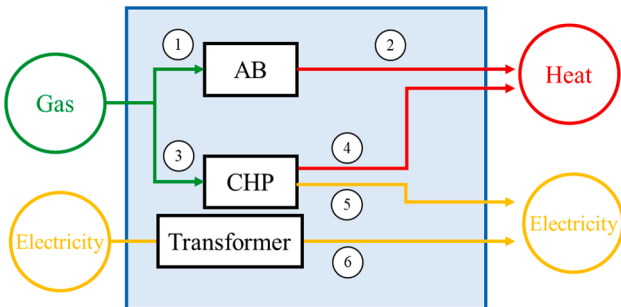 1
2
AB
Heat
Gas
3
4
CHP
5
Electricity
Electricity
Transformer
6